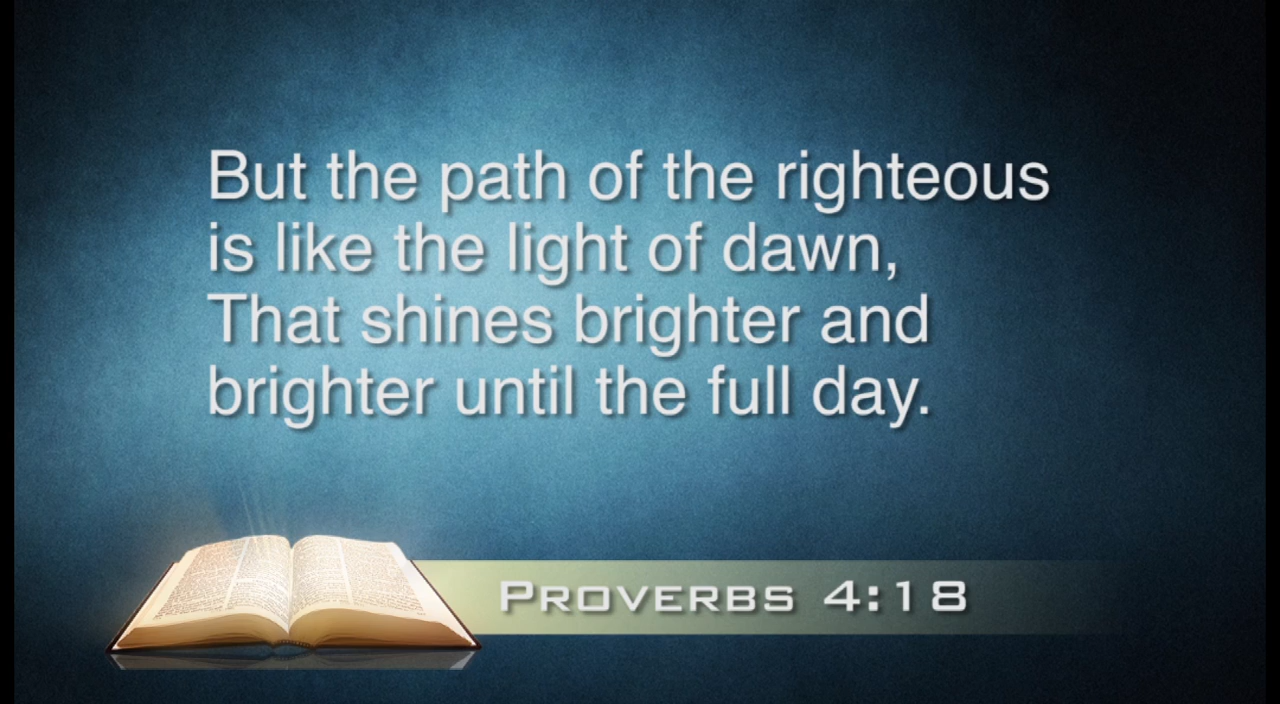 But the path of the righteous
is like the light of dawn,
That shines brighter and
brighter until the full day.
PROVERBS 4:18